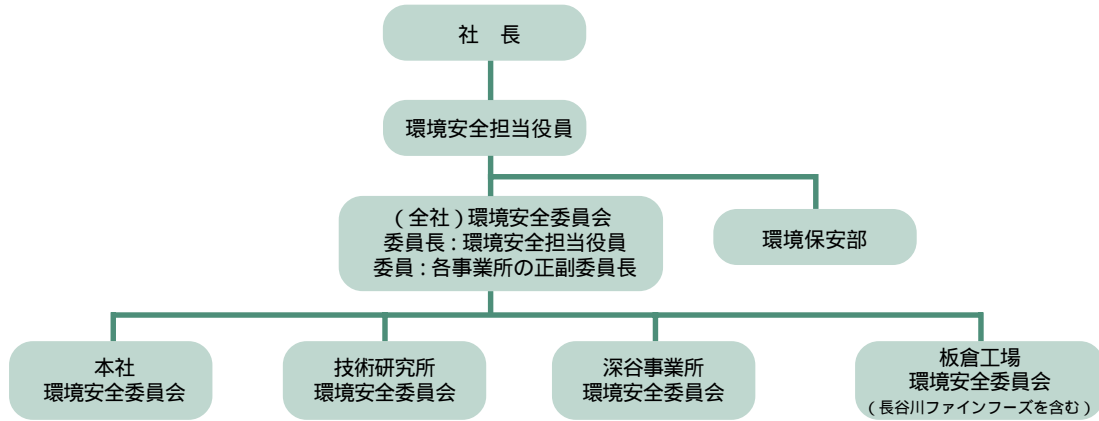 社　長
環境安全担当役員
（全社）環境安全委員会
委員長：環境安全担当役員
委員：各事業所の正副委員長
環境保安部
本社
環境安全委員会
技術研究所
環境安全委員会
深谷事業所
環境安全委員会
板倉工場
環境安全委員会
（長谷川ファインフーズを含む）